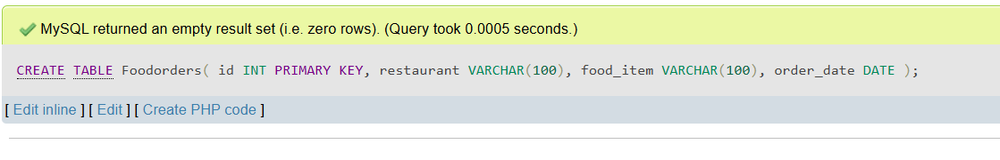 MySQL returned an empty result set (i.e. zero rows). (Query took 0.0005 seconds.)
CREATE TABLE Foodorders( id INT PRIMARY KEY, restaurant VARCHAR(100), food_item VARCHAR(100), order_date DATE );
[ Edit inline ] [ Edit ] [ Create PHP code ]